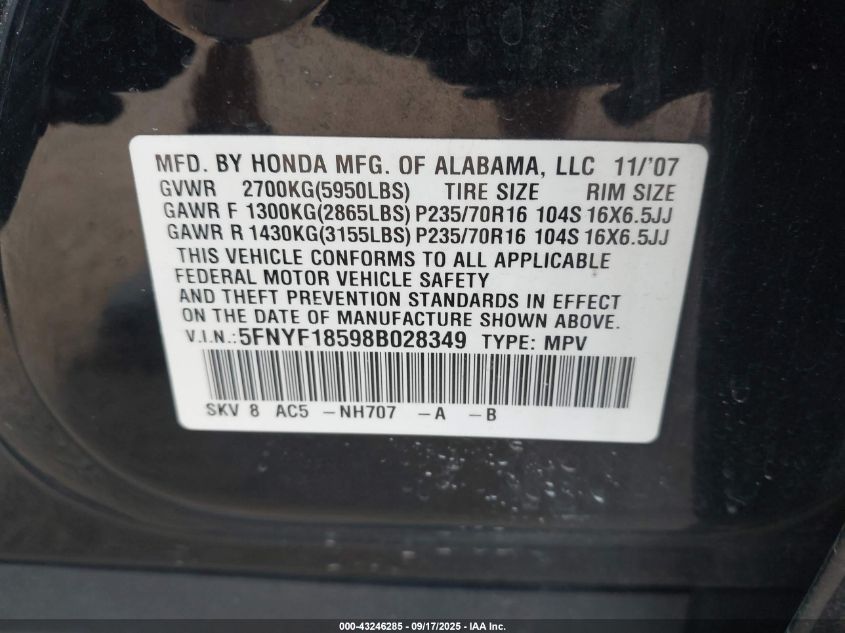 MFD. BY HONDA MFG. OF ALABAMA, LLC 11/'07
GVWR 2700KG(5950LBS) TIRE SIZE RIM SIZE
GAWR F 1300KG(2865LBS) P235/70R16 104S 16X6.5JJ
GAWR R 1430KG(3155LBS) P235/70R16 104S 16X6.5JJ
THIS VEHICLE CONFORMS TO ALL APPLICABLE
FEDERAL MOTOR VEHICLE SAFETY
AND THEFT PREVENTION STANDARDS IN EFFECT
ON THE DATE OF MANUFACTURE SHOWN ABOVE.
V.I.N.: 5FNYF18598B028349 TYPE: MPV
SKV 8 AC5 -NH707 -A -B
000-43246285 - 09/17/2025 - IAA Inc.